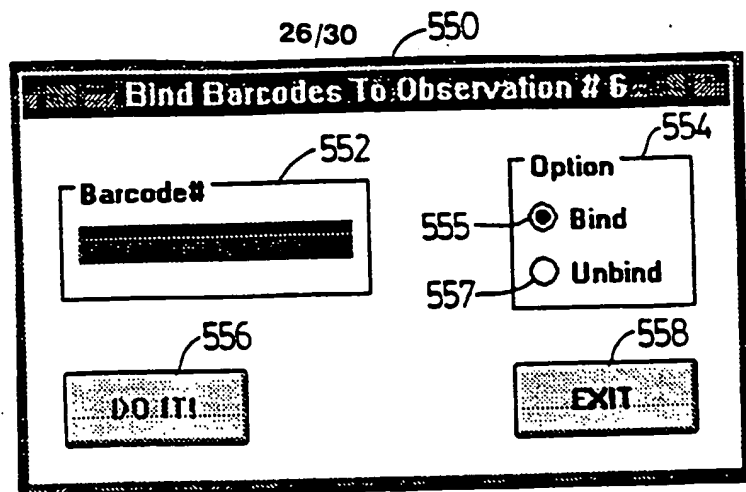 26/30
550
Bind Barcodes To Observation # 6
552
554
Barcode#
Option
555
Bind
557
Unbind
556
558
DO IT!
EXIT